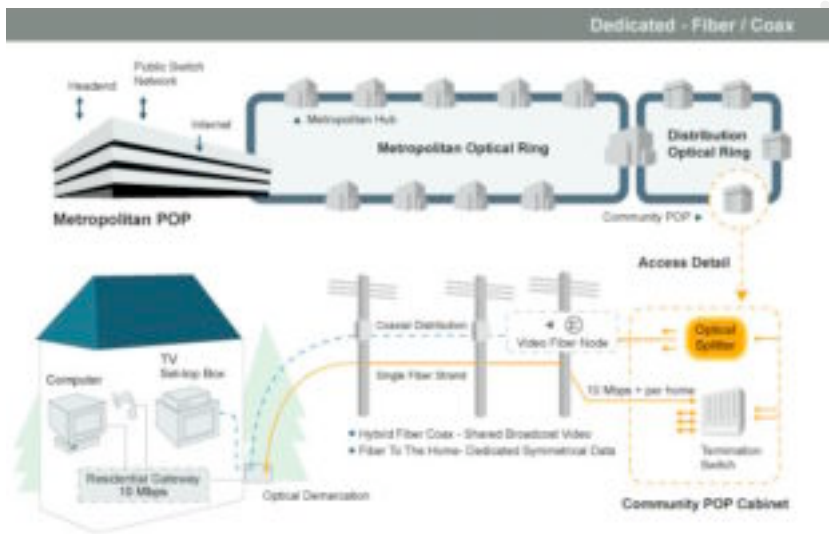 Dedicated - Fiber / Coax
Public Switch
Network
Headend
Internet
Metropolitan Hub
Metropolitan Optical Ring
Distribution
Optical Ring
Metropolitan POP
Community POP
Access Detail
Coaxial Distribution
Video Fiber Node
Optical
Splitter
TV
Set-top Box
Computer
Single Fiber Strand
10 Mbps + per home
Hybrid Fiber Coax - Shared Broadcast Video
Fiber To The Home- Dedicated Symmetrical Data
Termination
Switch
Residential Gateway
10 Mbps
Optical Demarcation
Community POP Cabinet